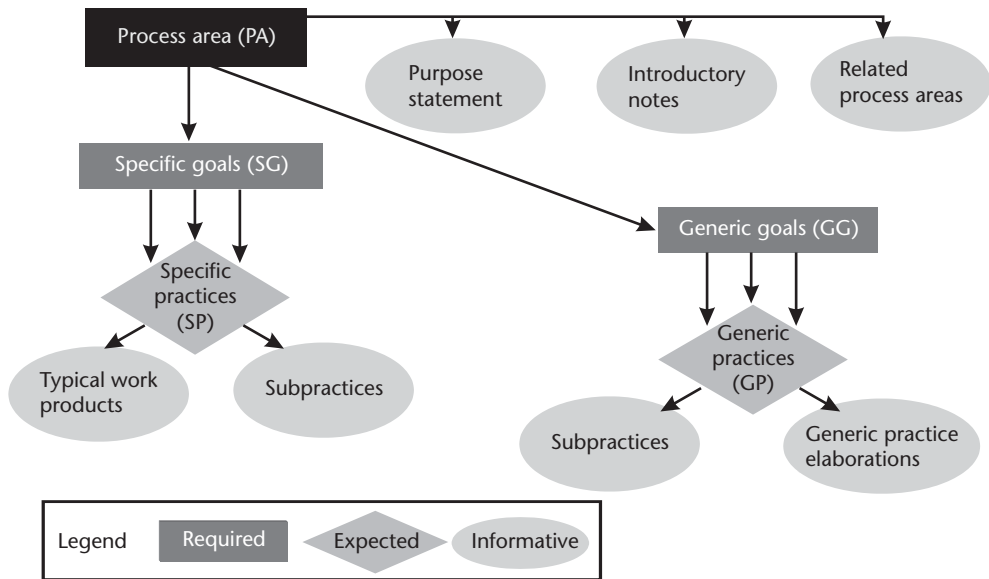 Process area (PA)
Purpose
statement
Introductory
notes
Related
process areas
Specific goals (SG)
Generic goals (GG)
Specific
practices
(SP)
Generic
practices
(GP)
Typical work
products
Subpractices
Subpractices
Generic practice
elaborations
Legend
Required
Expected
Informative